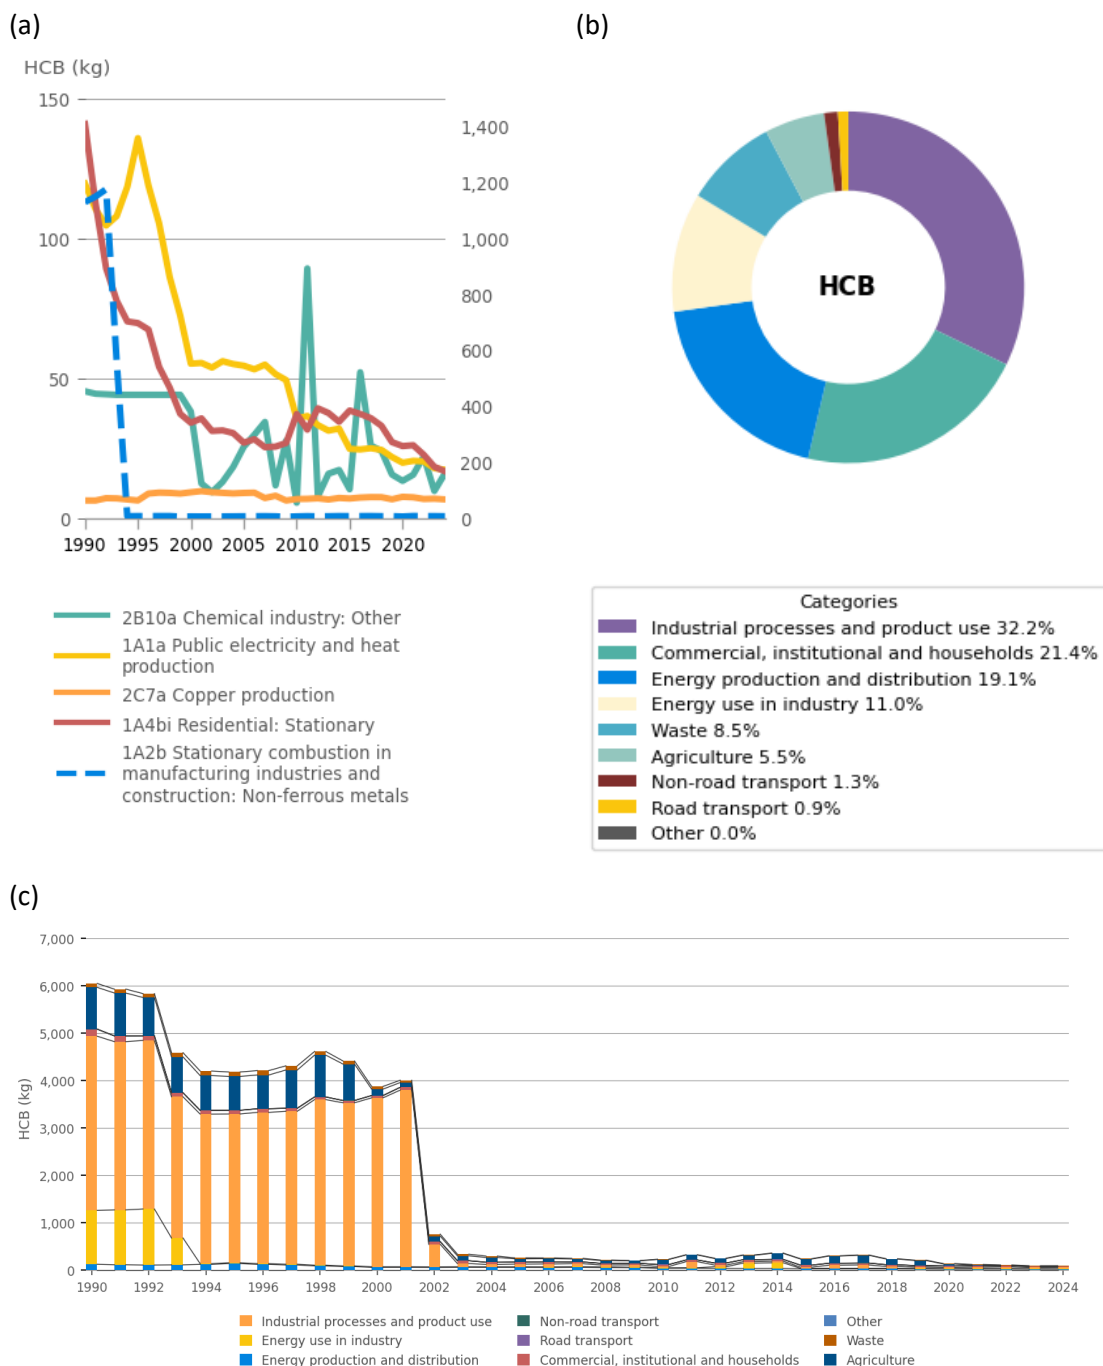 (a)
(b)
HCB (kg)
150
100
50
0
1,400
1,200
1,000
800
600
400
200
0
1990 1995 2000 2005 2010 2015 2020
2B10a Chemical industry: Other
1A1a Public electricity and heat
production
2C7a Copper production
1A4bi Residential: Stationary
1A2b Stationary combustion in
manufacturing industries and
construction: Non-ferrous metals
HCB
Categories
Industrial processes and product use 32.2%
Commercial, institutional and households 21.4%
Energy production and distribution 19.1%
Energy use in industry 11.0%
Waste 8.5%
Agriculture 5.5%
Non-road transport 1.3%
Road transport 0.9%
Other 0.0%
(c)
HCB (kg)
7,000
6,000
5,000
4,000
3,000
2,000
1,000
0
1990 1992 1994 1996 1998 2000 2002 2004 2006 2008 2010 2012 2014 2016 2018 2020 2022 2024
Industrial processes and product use
Energy use in industry
Energy production and distribution
Non-road transport
Road transport
Commercial, institutional and households
Other
Waste
Agriculture